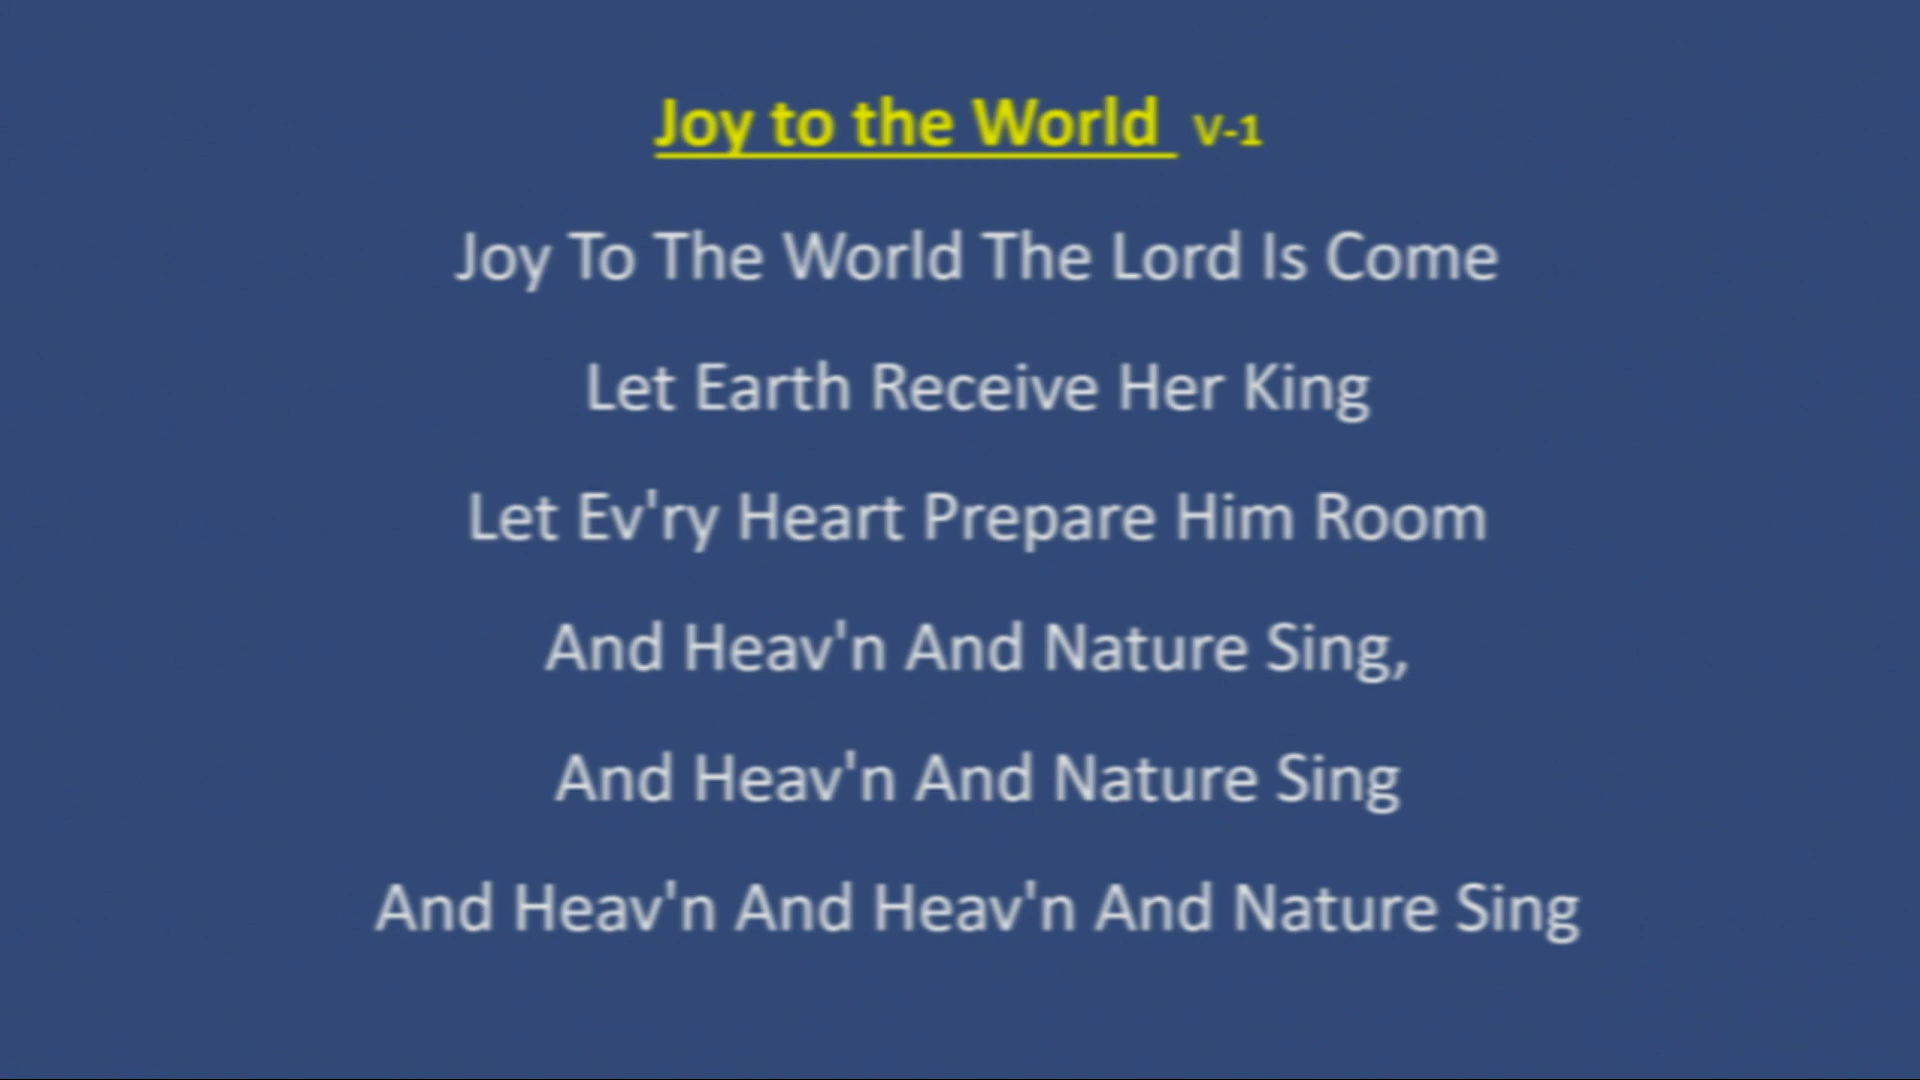 Joy to the World V-1
Joy To The World The Lord Is Come
Let Earth Receive Her King
Let Ev'ry Heart Prepare Him Room
And Heav'n And Nature Sing,
And Heav'n And Nature Sing
And Heav'n And Heav'n And Nature Sing